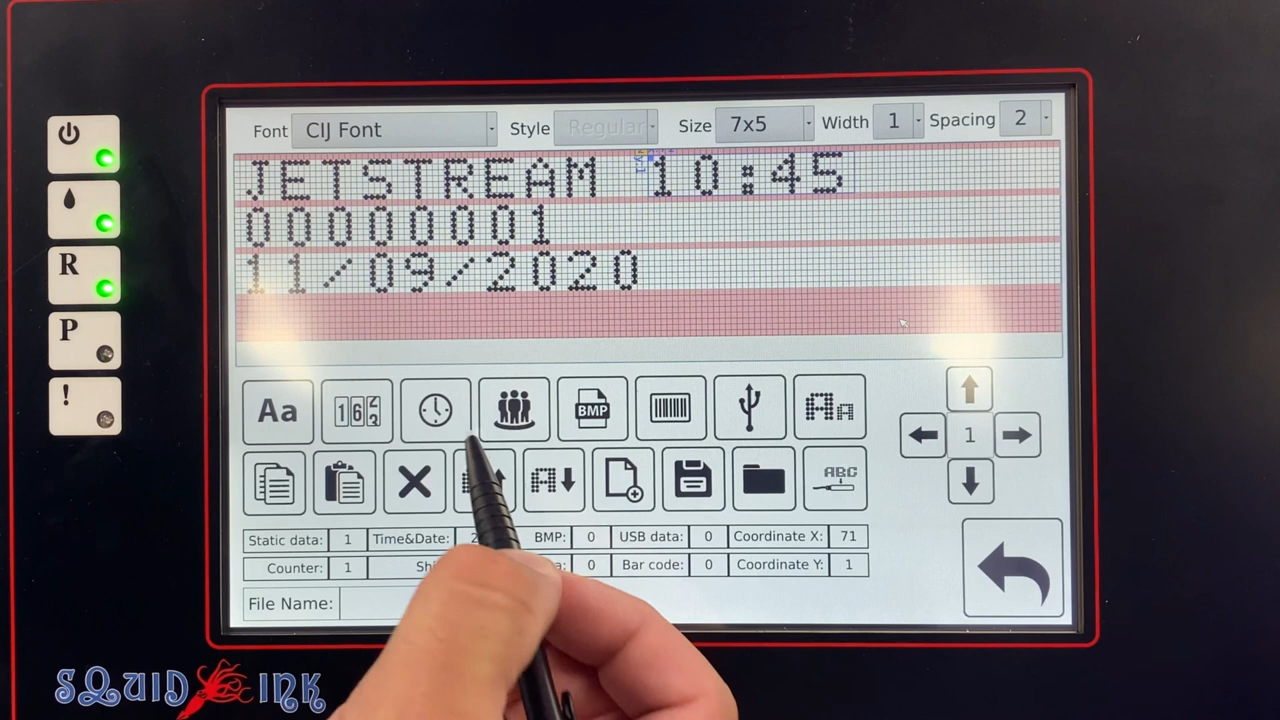 Font CIJ Font Style Regular Size 7x5 Width 1 Spacing 2
JETSTREAM 10:45
00000001
11/09/2020
R
P
!
Aa
BMP
Aa
1
A
ABC
Static data: 1 Time&Date: 2 BMP: 0 USB data: 0 Coordinate X: 71
Counter: 1 0 Bar code: 0 Coordinate Y: 1
File Name:
SQUID INK